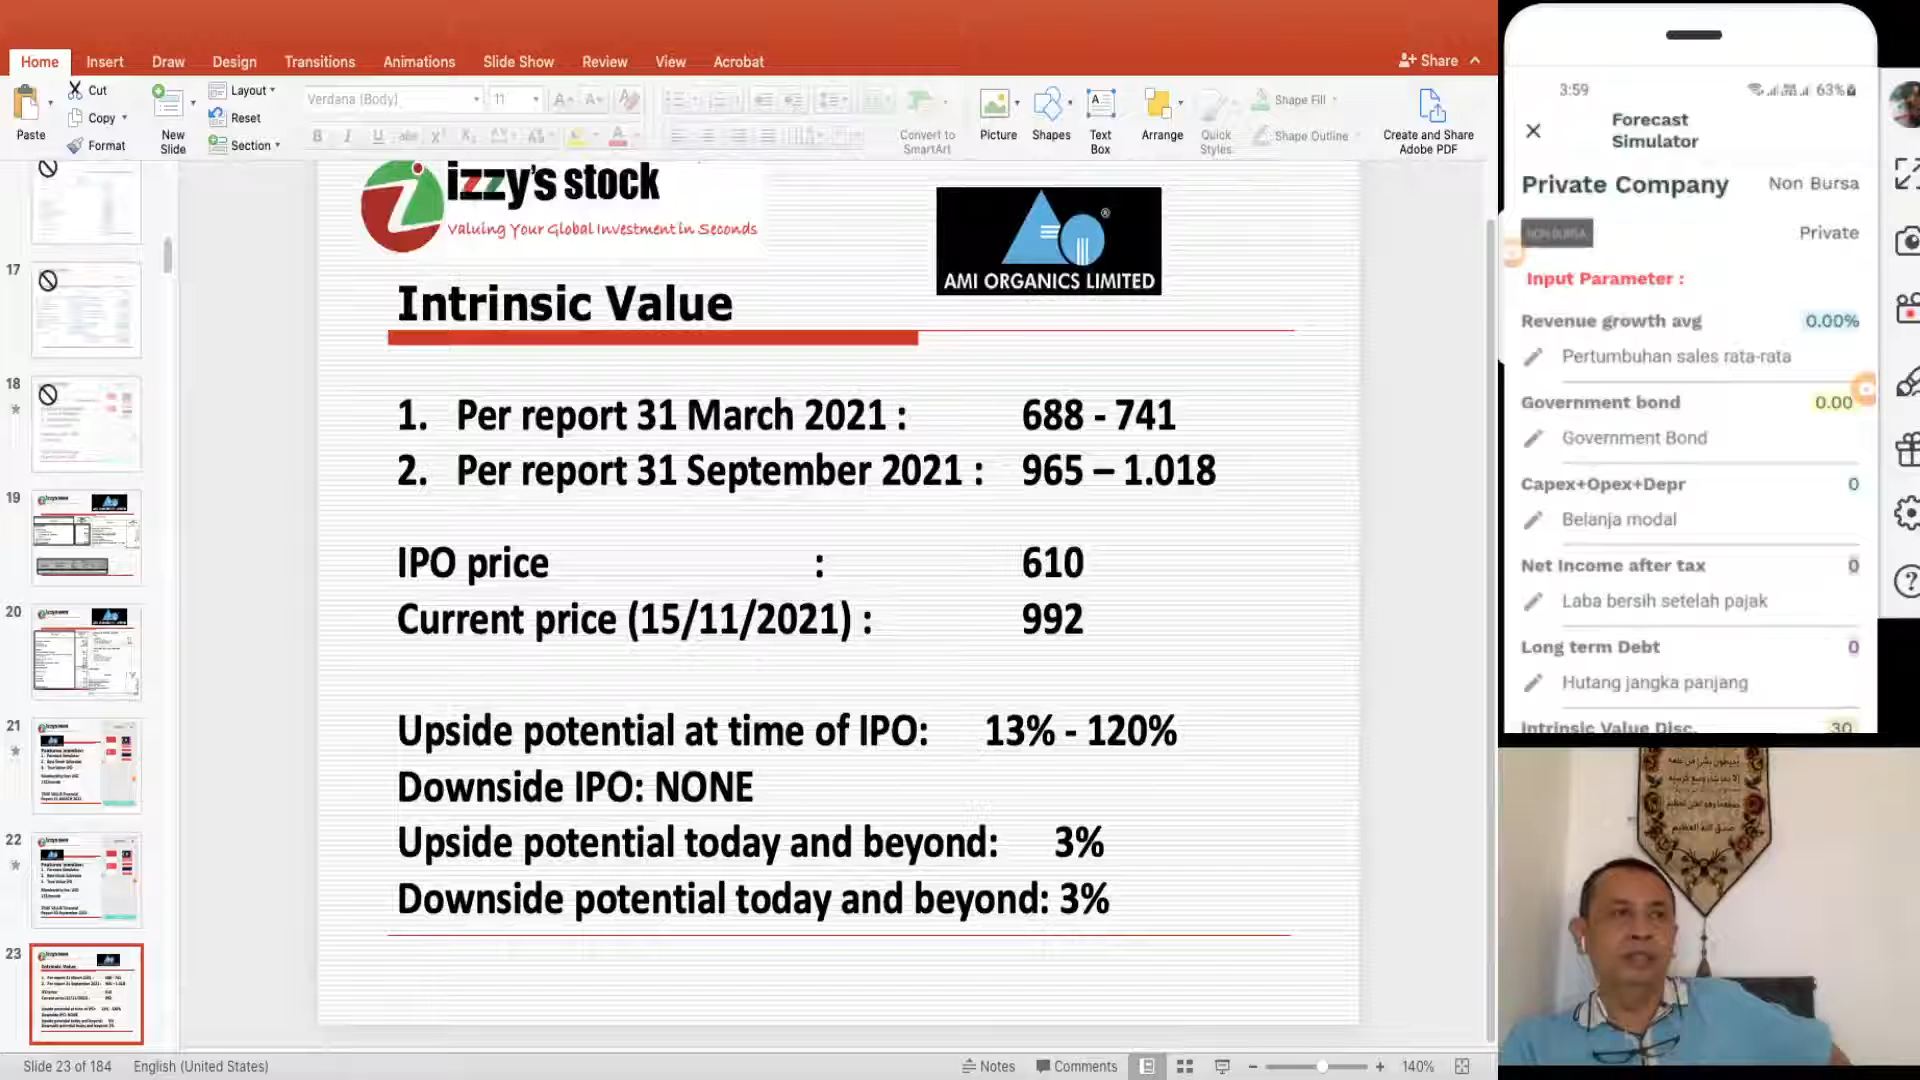 Home Insert Draw Design Transitions Animations Slide Show Review View Acrobat Share
Paste
Cut
Copy
Format
New Slide
Layout
Reset
Section
Verdana (Body) 11
Convert to SmartArt
Picture
Shapes
Text Box
Arrange
Quick Styles
Shape Fill
Shape Outline
Create and Share Adobe PDF
17
18
19
20
21
22
23
izzy's stock
Valuing Your Global Investment in Seconds
AMI ORGANICS LIMITED
®
Intrinsic Value
1. Per report 31 March 2021 : 688 - 741
2. Per report 31 September 2021 : 965 – 1.018
IPO price : 610
Current price (15/11/2021) : 992
Upside potential at time of IPO: 13% - 120%
Downside IPO: NONE
Upside potential today and beyond: 3%
Downside potential today and beyond: 3%
Slide 23 of 184 English (United States) Notes Comments 140%
3:59 63%
Forecast
Simulator
Private Company Non Bursa
NON BURSA Private
Input Parameter :
Revenue growth avg 0.00%
Pertumbuhan sales rata-rata
Government bond 0.00
Government Bond
Capex+Opex+Depr 0
Belanja modal
Net Income after tax 0
Laba bersih setelah pajak
Long term Debt 0
Hutang jangka panjang
Intrinsic Value Disc. 30